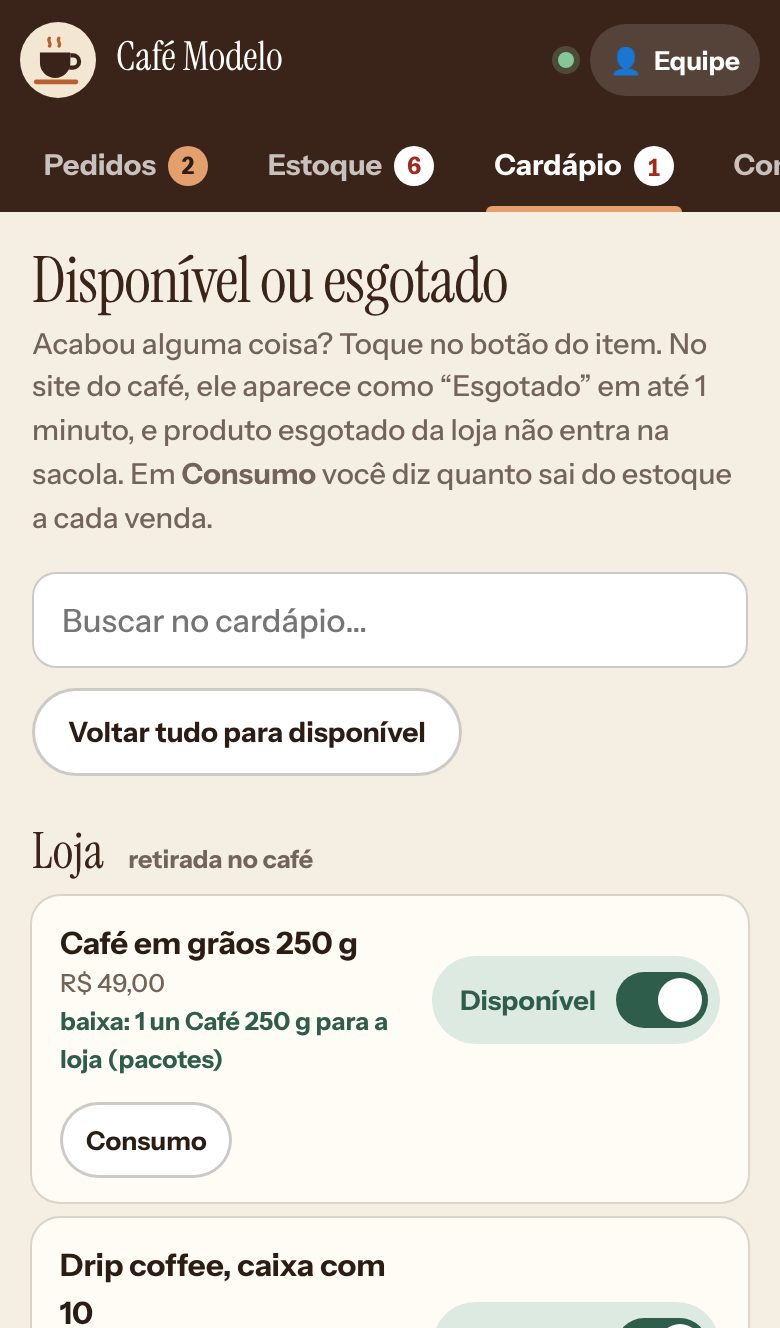 Café Modelo
Equipe
Pedidos 2
Estoque 6
Cardápio 1
Disponível ou esgotado
Acabou alguma coisa? Toque no botão do item. No
site do café, ele aparece como “Esgotado” em até 1
minuto, e produto esgotado da loja não entra na
sacola. Em Consumo você diz quanto sai do estoque
a cada venda.
Buscar no cardápio...
Voltar tudo para disponível
Loja retirada no café
Café em grãos 250 g
R$ 49,00
baixa: 1 un Café 250 g para a
loja (pacotes)
Disponível
Consumo
Drip coffee, caixa com
10